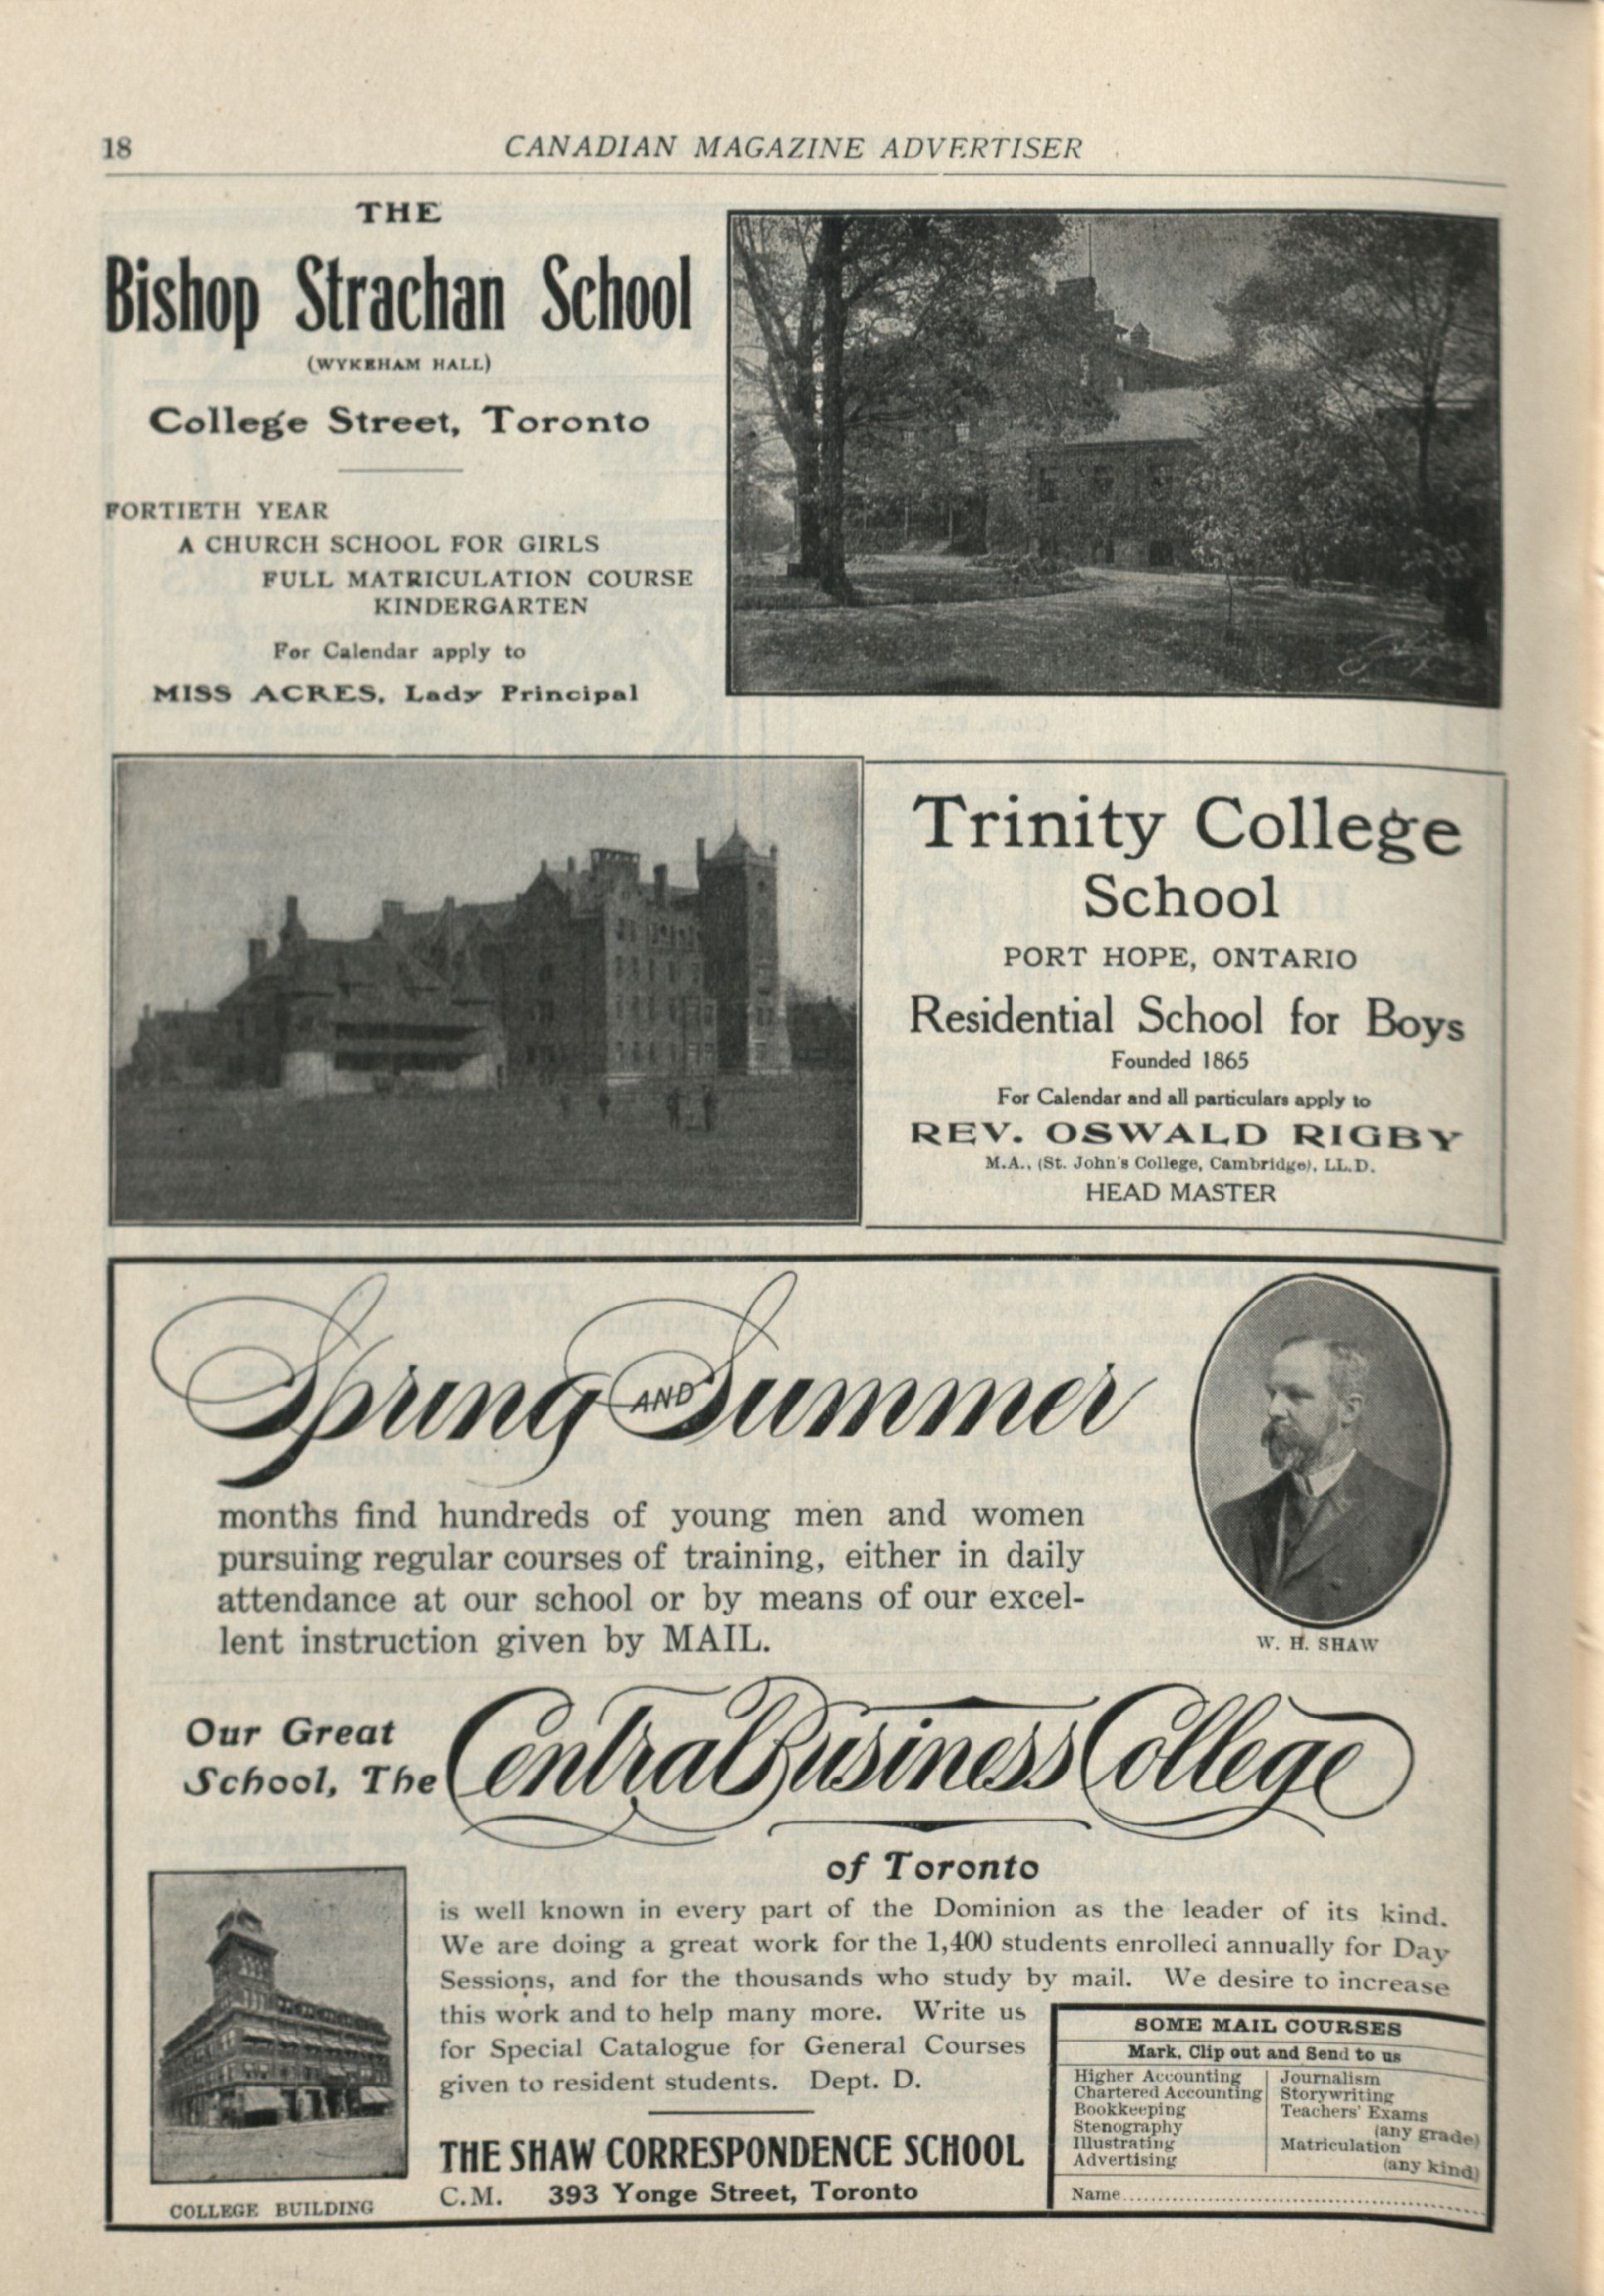 18
CANADIAN MAGAZINE ADVERTISER
THE
Bishop Strachan School
(WYKEHAM HALL)
College Street, Toronto
FORTIETH YEAR
A CHURCH SCHOOL FOR GIRLS
FULL MATRICULATION COURSE
KINDERGARTEN
For Calendar apply to
MISS ACRES, Lady Principal
Trinity College
School
PORT HOPE, ONTARIO
Residential School for Boys
Founded 1865
For Calendar and all particulars apply to
REV. OSWALD RIGBY
M.A., (St. John's College, Cambridge), LL.D.
HEAD MASTER
Spring AND Summer
months find hundreds of young men and women
pursuing regular courses of training, either in daily
attendance at our school or by means of our excel-
lent instruction given by MAIL.
W. H. SHAW
Our Great
School, The
Central Business College
of Toronto
is well known in every part of the Dominion as the leader of its kind.
We are doing a great work for the 1,400 students enrolled annually for Day
Sessions, and for the thousands who study by mail. We desire to increase
this work and to help many more. Write us
for Special Catalogue for General Courses
given to resident students. Dept. D.
THE SHAW CORRESPONDENCE SCHOOL
C.M. 393 Yonge Street, Toronto
COLLEGE BUILDING
SOME MAIL COURSES
Mark, Clip out and Send to us
Higher Accounting
Chartered Accounting
Bookkeeping
Stenography
Illustrating
Advertising
Journalism
Storywriting
Teachers' Exams
(any grade)
Matriculation
(any kind)
Name